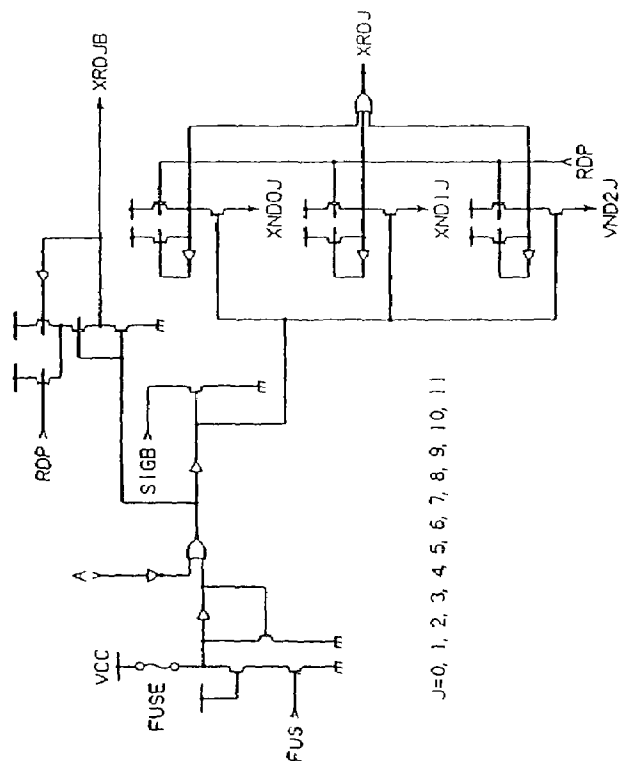 RDP
XRDJB
VCC
FUSE
FUS
A
SIGB
XND0J
XND1J
VND2J
RDP
XRDJ
J=0, 1, 2, 3, 4, 5, 6, 7, 8, 9, 10, 11